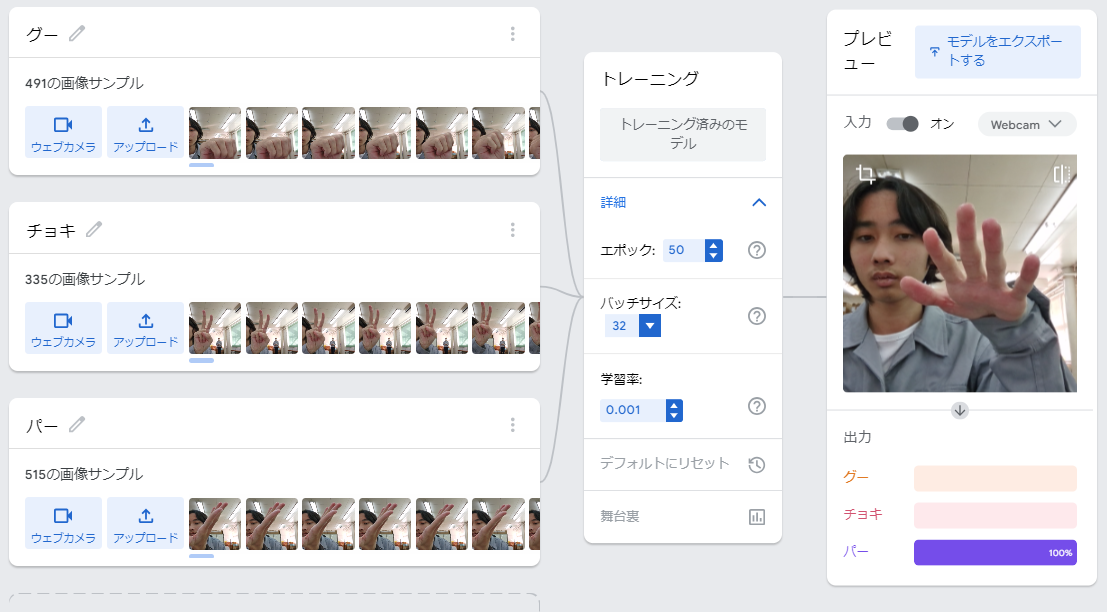 グー
491の画像サンプル
ウェブカメラ
アップロード
チョキ
335の画像サンプル
ウェブカメラ
アップロード
パー
515の画像サンプル
ウェブカメラ
アップロード
トレーニング
トレーニング済みのモ
デル
詳細
エポック: 50
バッチサイズ:
32
学習率:
0.001
デフォルトにリセット
舞台裏
プレビ
ュー
モデルをエクスポー
トする
入力 オン Webcam
出力
グー
チョキ
パー 100%